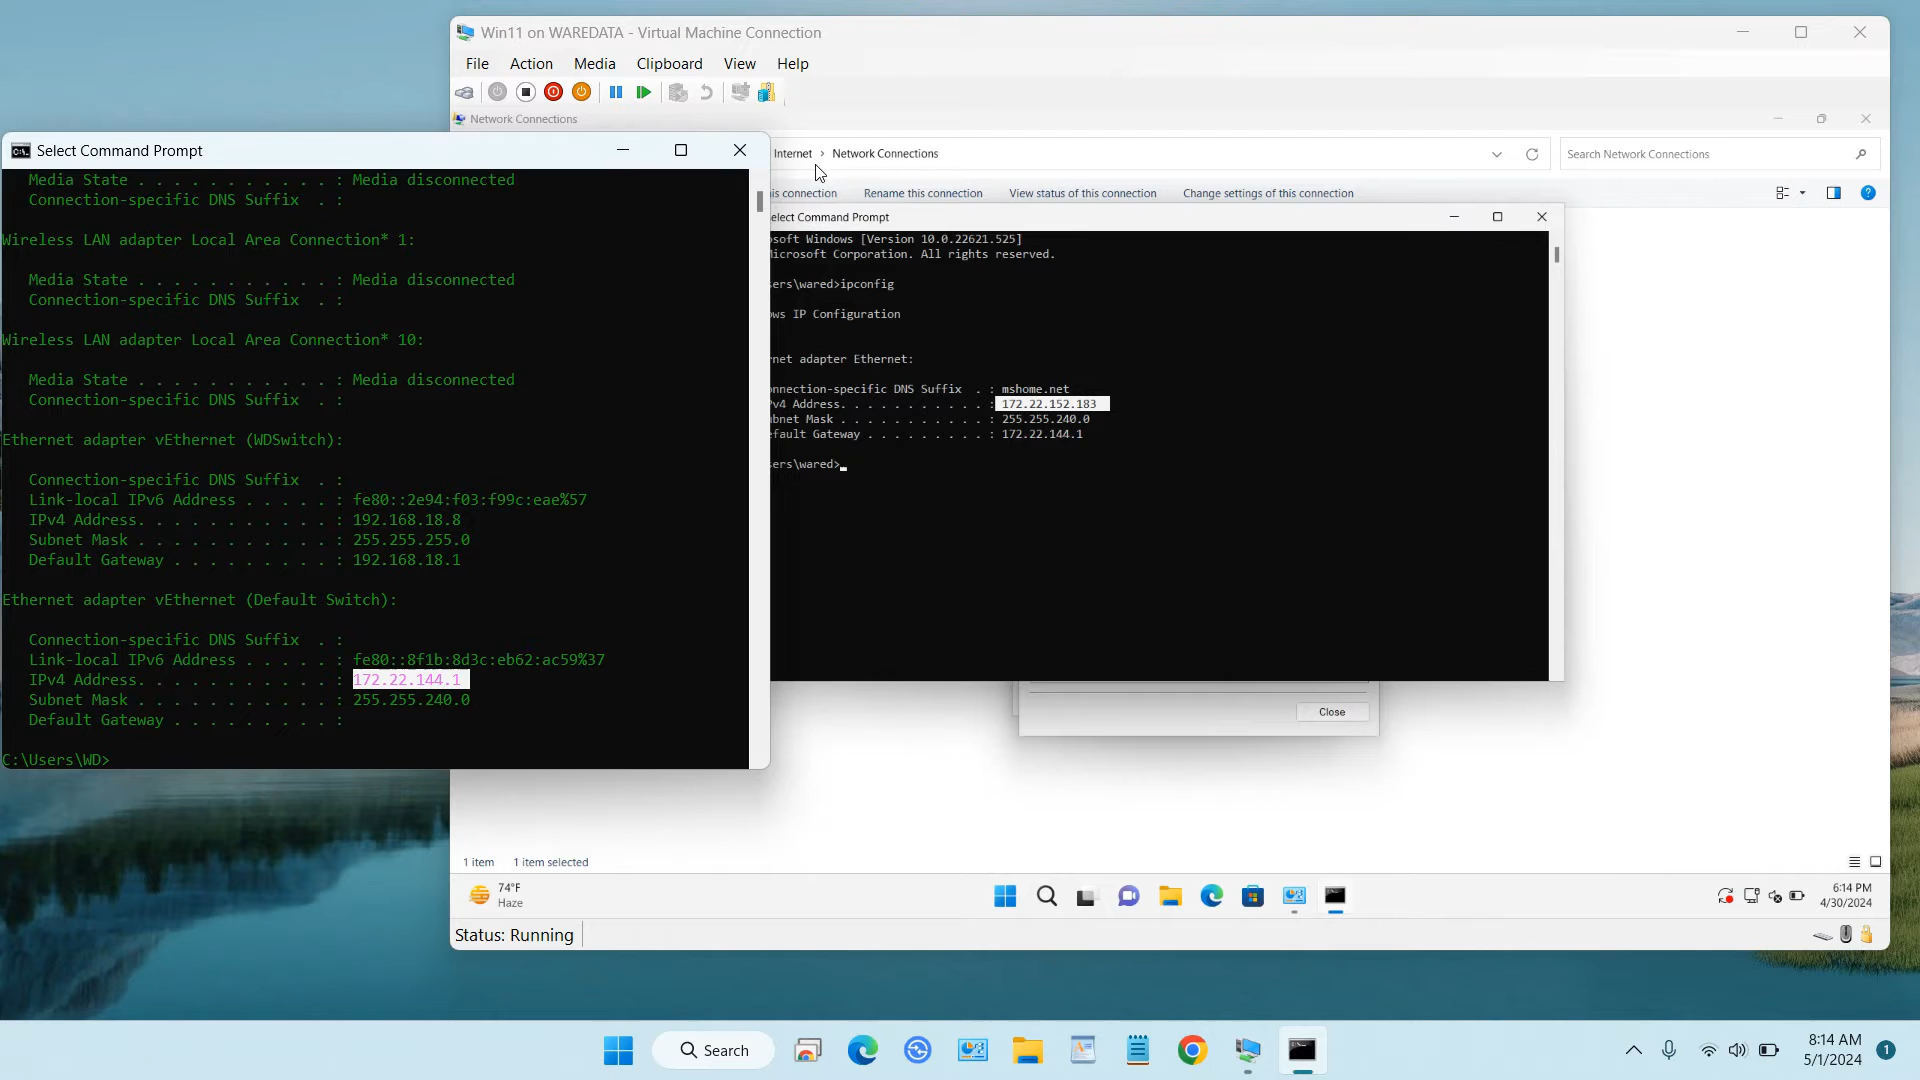 Win11 on WAREDATA - Virtual Machine Connection
File Action Media Clipboard View Help
Network Connections
Internet › Network Connections
Search Network Connections
is connection Rename this connection View status of this connection Change settings of this connection
Select Command Prompt
Media State . . . . . . . . . . . : Media disconnected
Connection-specific DNS Suffix  . :
Wireless LAN adapter Local Area Connection* 1:
Media State . . . . . . . . . . . : Media disconnected
Connection-specific DNS Suffix  . :
Wireless LAN adapter Local Area Connection* 10:
Media State . . . . . . . . . . . : Media disconnected
Connection-specific DNS Suffix  . :
Ethernet adapter vEthernet (WDSwitch):
Connection-specific DNS Suffix  . :
Link-local IPv6 Address . . . . . : fe80::2e94:f03:f99c:eae%57
IPv4 Address. . . . . . . . . . . : 192.168.18.8
Subnet Mask . . . . . . . . . . . : 255.255.255.0
Default Gateway . . . . . . . . . : 192.168.18.1
Ethernet adapter vEthernet (Default Switch):
Connection-specific DNS Suffix  . :
Link-local IPv6 Address . . . . . : fe80::8f1b:8d3c:eb62:ac59%37
IPv4 Address. . . . . . . . . . . : 172.22.144.1
Subnet Mask . . . . . . . . . . . : 255.255.240.0
Default Gateway . . . . . . . . . :
C:\Users\WD>
elect Command Prompt
osoft Windows [Version 10.0.22621.525]
Microsoft Corporation. All rights reserved.
ers\wared>ipconfig
ows IP Configuration
rnet adapter Ethernet:
onnection-specific DNS Suffix  . : mshome.net
Pv4 Address. . . . . . . . . . . : 172.22.152.183
ubnet Mask . . . . . . . . . . . : 255.255.240.0
efault Gateway . . . . . . . . . : 172.22.144.1
ers\wared>
Close
1 item 1 item selected
74°F
Haze
6:14 PM
4/30/2024
Status: Running
Search
8:14 AM
5/1/2024
1